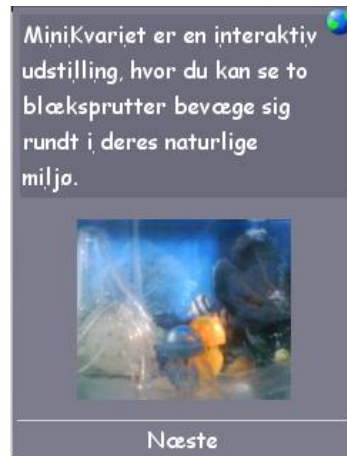 MiniKvariet er en interaktiv
udstilling, hvor du kan se to
blæksprutter bevæge sig
rundt i deres naturlige
miljø.
Næste